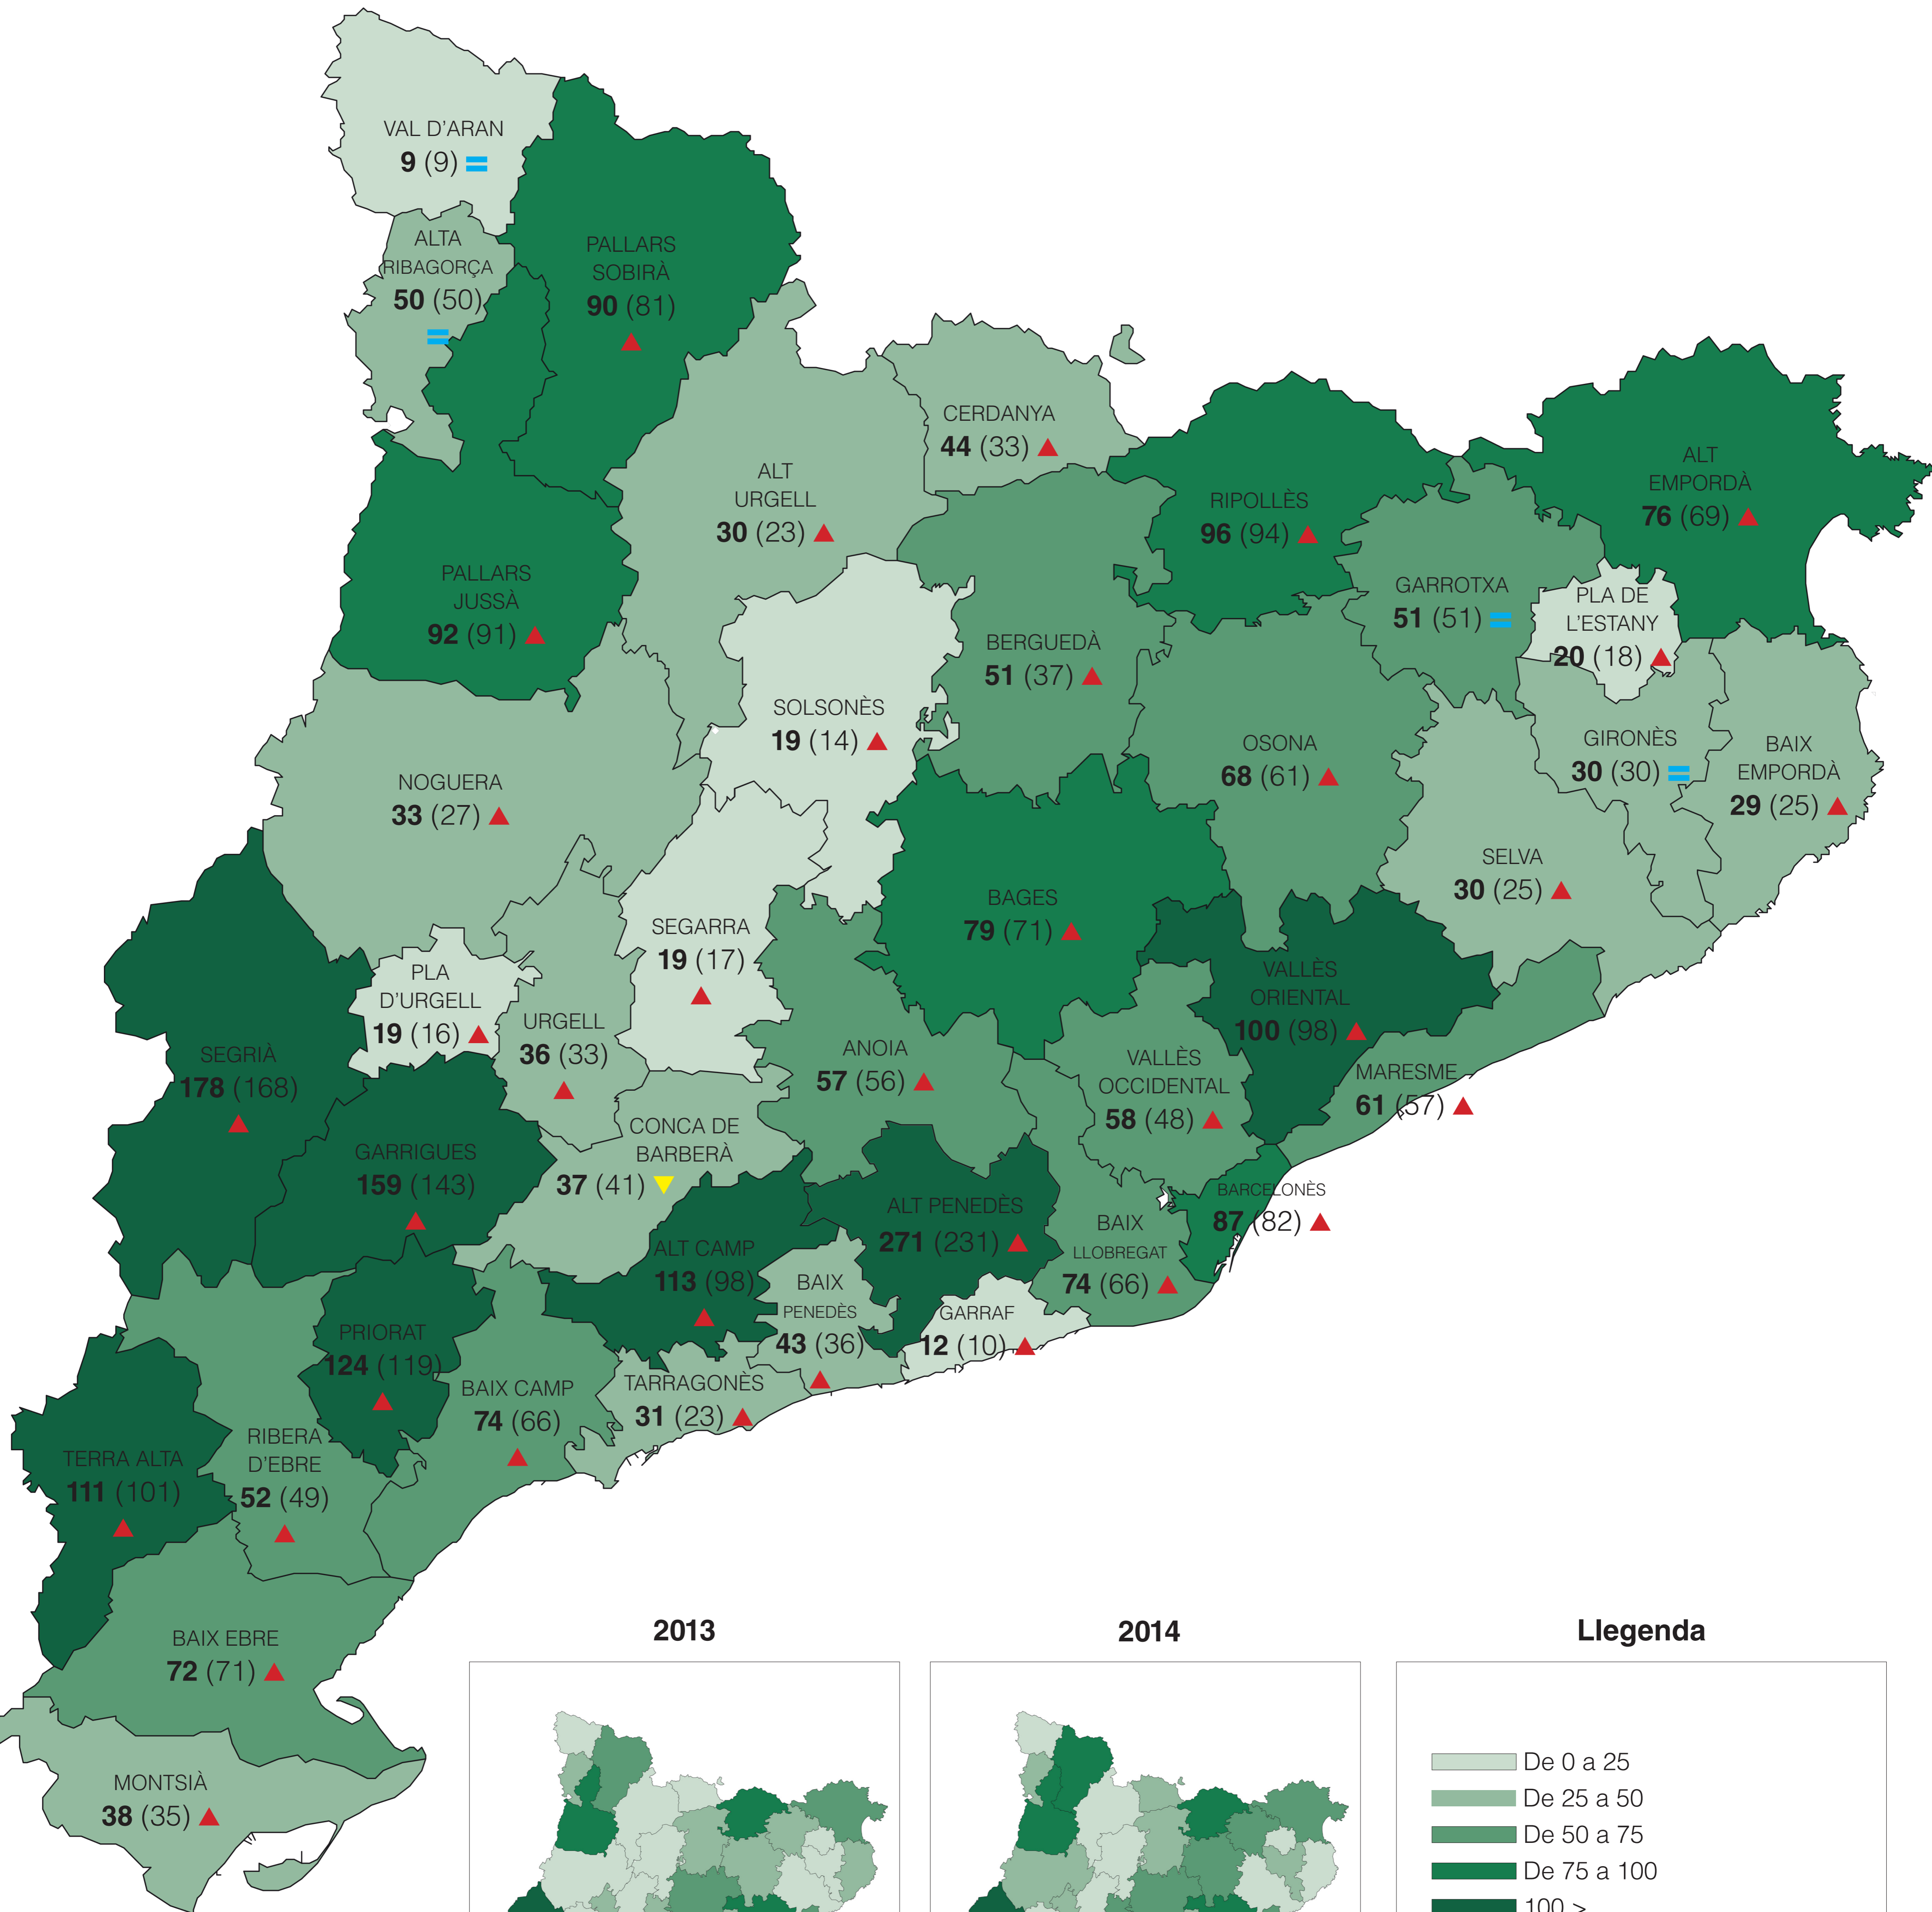 VAL D'ARAN
9 (9)
ALTA
RIBAGORÇA
50 (50)
PALLARS
SOBIRÀ
90 (81)
CERDANYA
44 (33)
ALT
URGELL
30 (23)
RIPOLLÈS
96 (94)
ALT
EMPORDÀ
76 (69)
PALLARS
JUSSÀ
92 (91)
GARROTXA
51 (51)
PLA DE
L'ESTANY
20 (18)
BERGUEDÀ
51 (37)
SOLSONÈS
19 (14)
OSONA
68 (61)
GIRONÈS
30 (30)
BAIX
EMPORDÀ
29 (25)
NOGUERA
33 (27)
SELVA
30 (25)
BAGES
79 (71)
SEGARRA
19 (17)
PLA
D'URGELL
19 (16)
URGELL
36 (33)
VALLÈS
ORIENTAL
100 (98)
SEGRIÀ
178 (168)
ANOIA
57 (56)
VALLÈS
OCCIDENTAL
58 (48)
MARESME
61 (57)
GARRIGUES
159 (143)
CONCA DE
BARBERÀ
37 (41)
ALT PENEDÈS
271 (231)
BARCELONÈS
87 (82)
BAIX
LLOBREGAT
74 (66)
ALT CAMP
113 (98)
BAIX
PENEDÈS
43 (36)
GARRAF
12 (10)
PRIORAT
124 (119)
BAIX CAMP
74 (66)
TARRAGONÈS
31 (23)
TERRA ALTA
111 (101)
RIBERA
D'EBRE
52 (49)
BAIX EBRE
72 (71)
MONTSIÀ
38 (35)
2013
2014
Llegenda
De 0 a 25
De 25 a 50
De 50 a 75
De 75 a 100
100 >